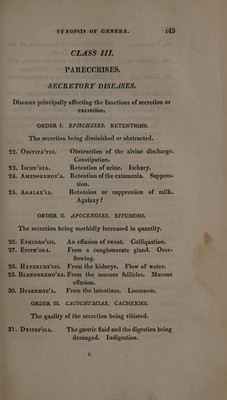 SYNOPSIS OF GENERA. 145
CLASS III.
PARECCRISES.
SECRETORY DISEASES.
Diseases principally affecting the functions of secretion or
excretion.
ORDER I. EPISCHESES. RETENTIONS.
The secretion being diminished or obstructed.
22. Obstipa'tio. Obstruction of the alvine discharge.
Constipation.
23. Ischu'ria. Retention of urine. Ischury.
24. Amenorrhoe'a. Retention of the catamenia. Suppres-
sion.
25. Agalax'ia. Retension or suppression of milk.
Agalaxy?
ORDER II. APOCENOSES. EFFUSIONS.
The secretion being morbidly increased in quantity.
26. Ephidro'sis. An effusion of sweat. Colliquation.
27. Epiph'ora. From a conglomerate gland. Over-
flowing.
28. Hyperure'sis. From the kidneys. Flow of water.
29. Blennorrhoe'a. From the mucous follicles. Mucous
effusion.
30. Diarrhoe'a. From the intestines. Looseness.
ORDER III. CACOCHYMIAE. CACHEXIES.
The quality of the secretion being vitiated.
31. Dyspep'sia. The gastric fluid and the digestion being
deranged. Indigestion.